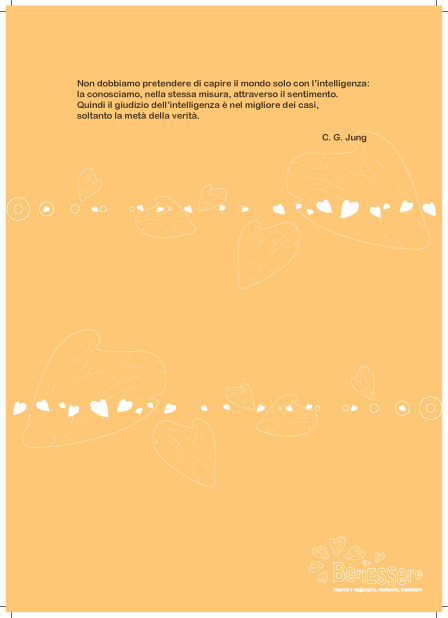 Non dobbiamo pretendere di capire il mondo solo con l'intelligenza:
la conosciamo, nella stessa misura, attraverso il sentimento.
Quindi il giudizio dell'intelligenza è nel migliore dei casi,
soltanto la metà della verità.
C. G. Jung
BenESSere